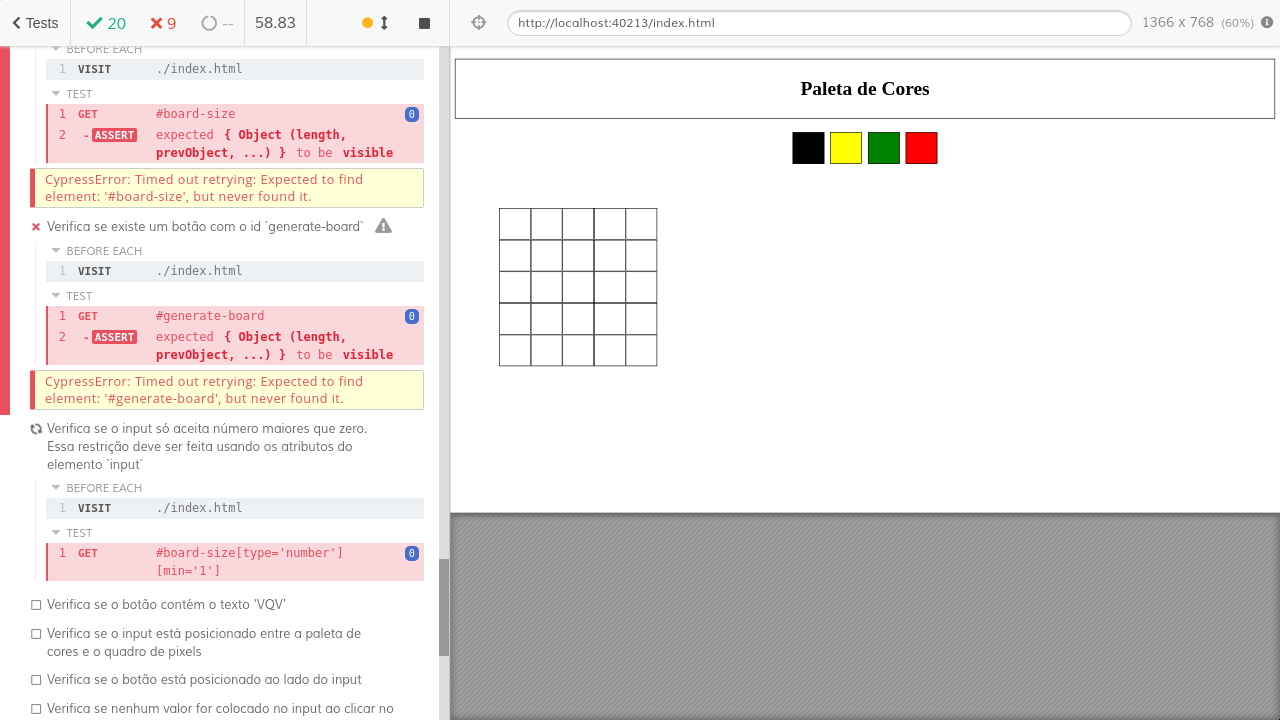 Tests 20 9 -- 58.83
http://localhost:40213/index.html 1366 x 768 (60%)
BEFORE EACH
1 VISIT ./index.html
TEST
1 GET #board-size 0
2 -ASSERT expected { Object (length,
prevObject, ...) } to be visible
CypressError: Timed out retrying: Expected to find
element: '#board-size', but never found it.
Verifica se existe um botão com o id `generate-board`
BEFORE EACH
1 VISIT ./index.html
TEST
1 GET #generate-board 0
2 -ASSERT expected { Object (length,
prevObject, ...) } to be visible
CypressError: Timed out retrying: Expected to find
element: '#generate-board', but never found it.
Verifica se o input só aceita número maiores que zero.
Essa restrição deve ser feita usando os atributos do
elemento `input`
BEFORE EACH
1 VISIT ./index.html
TEST
1 GET #board-size[type='number'] 0
[min='1']
Verifica se o botão contém o texto 'VQV'
Verifica se o input está posicionado entre a paleta de
cores e o quadro de pixels
Verifica se o botão está posicionado ao lado do input
Verifica se nenhum valor for colocado no input ao clicar no
Paleta de Cores